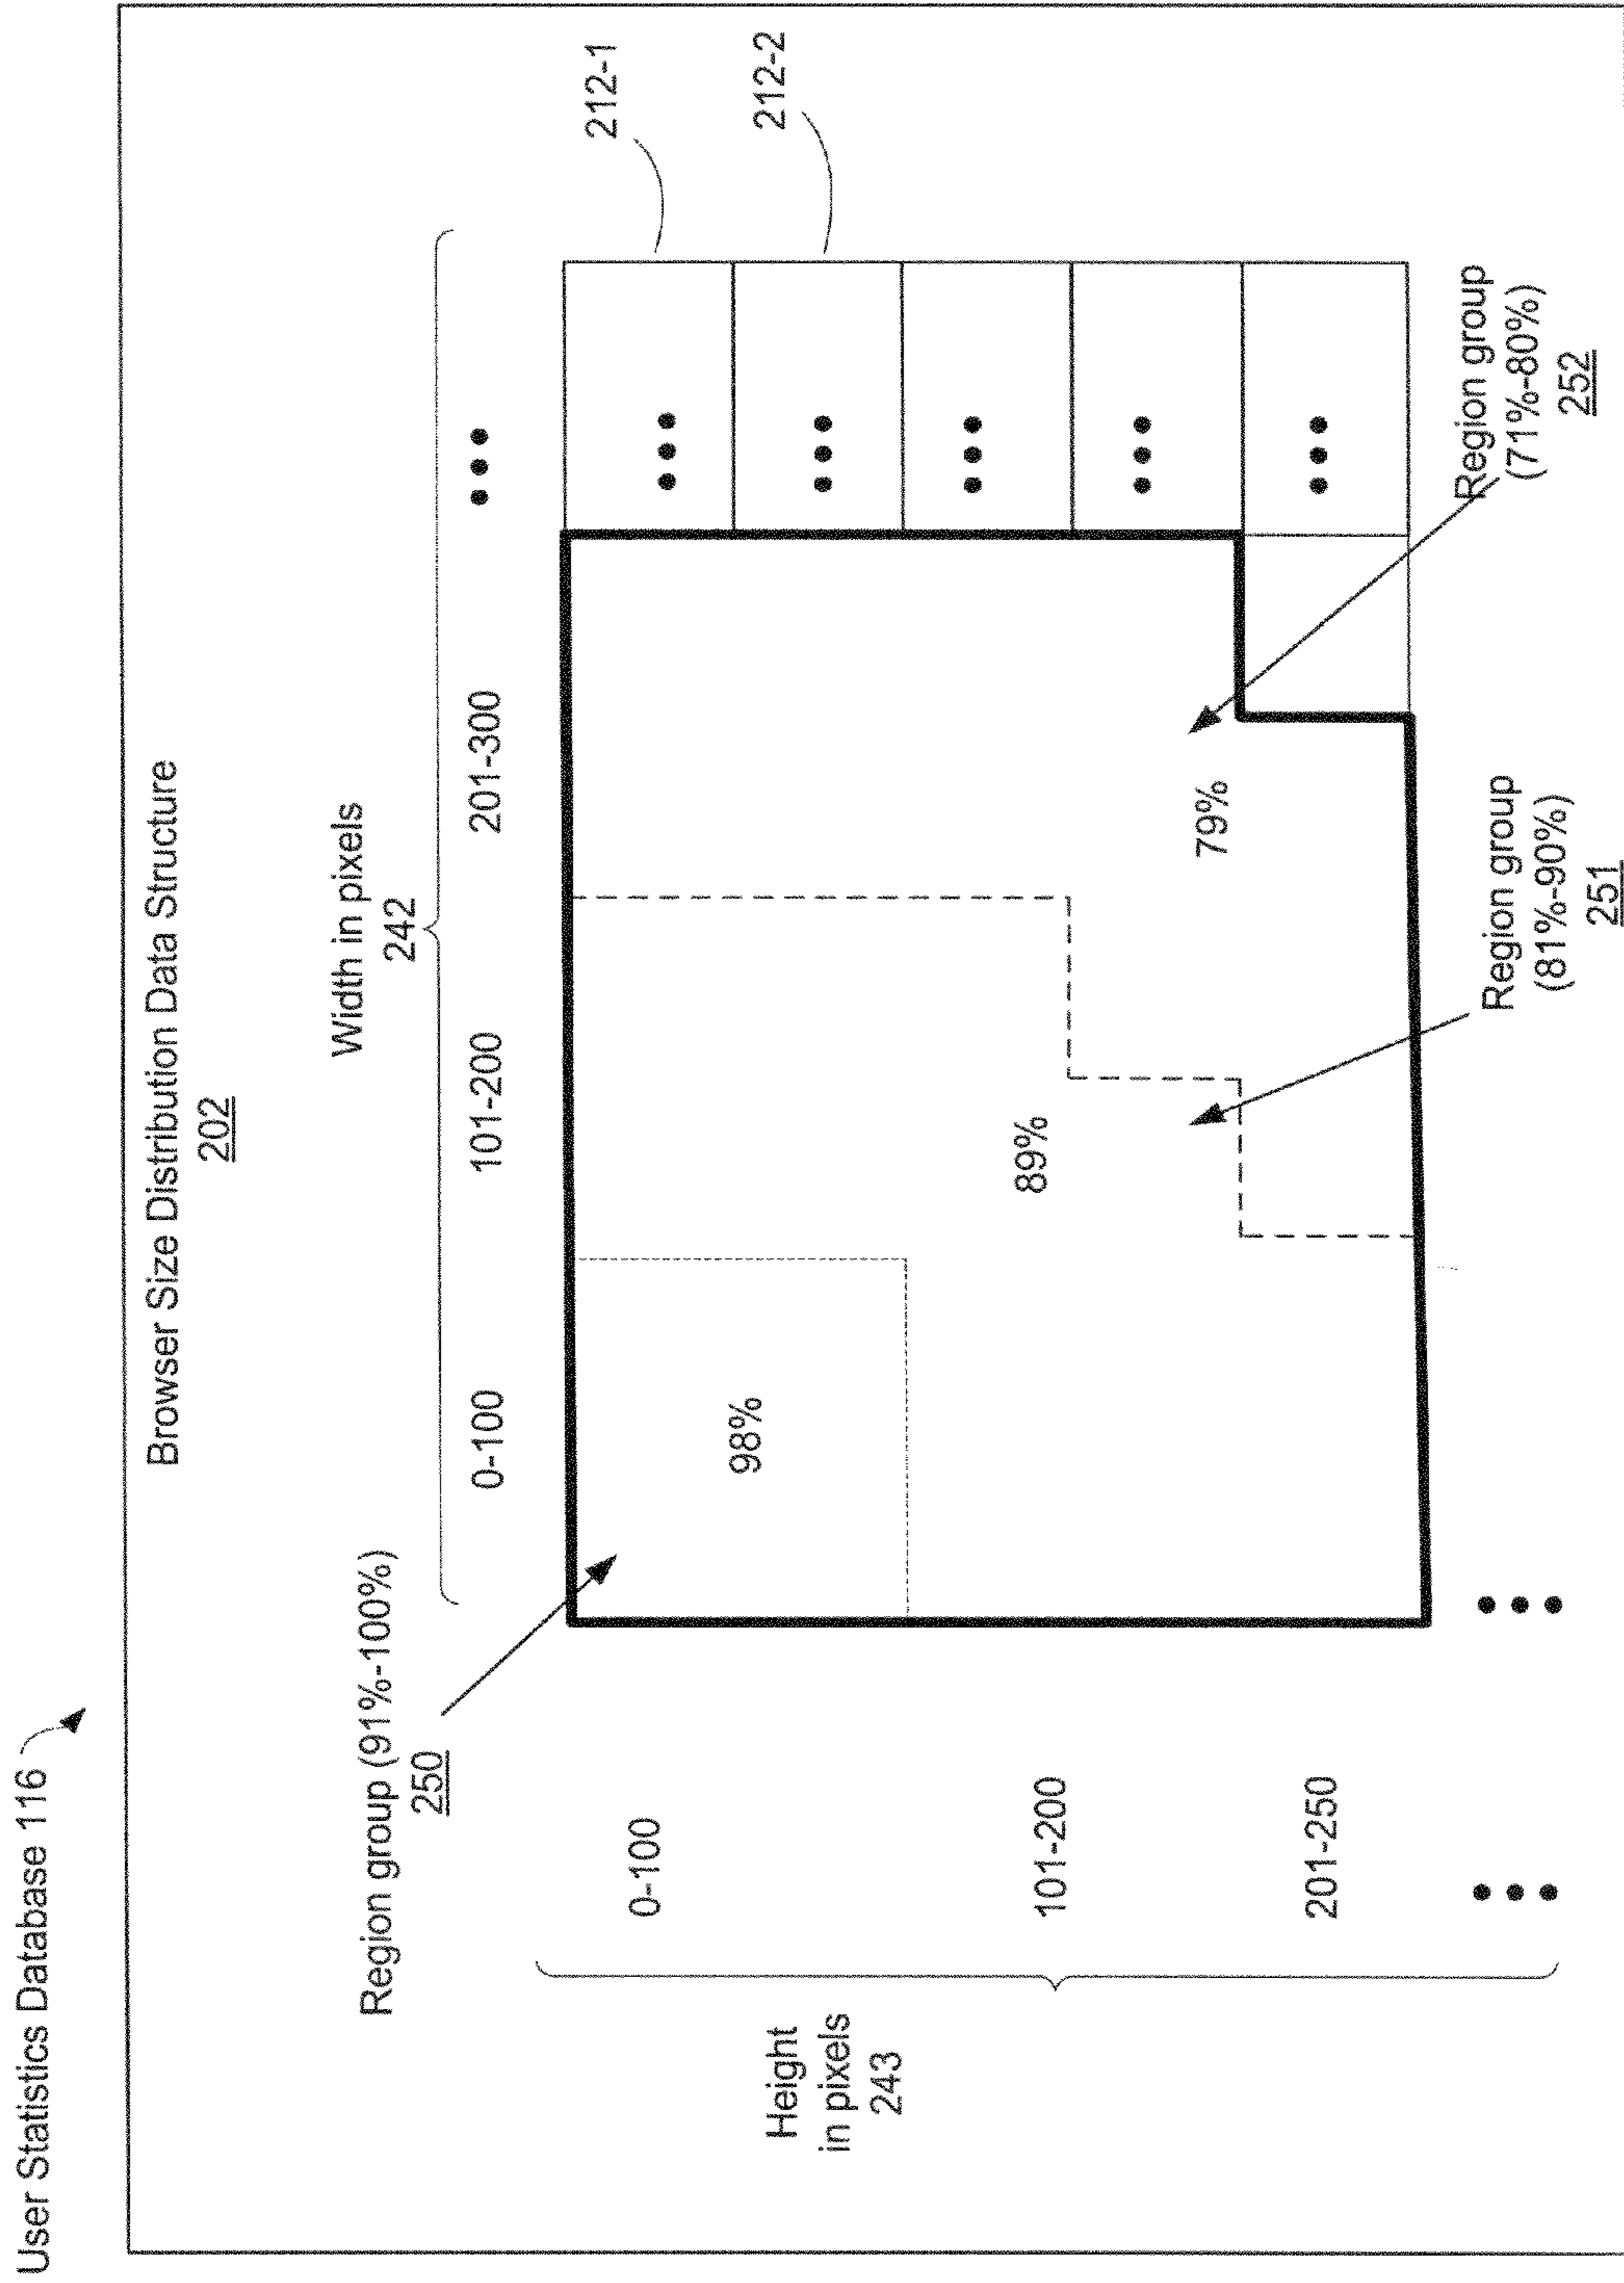 User Statistics Database 116
Browser Size Distribution Data Structure
202
Width in pixels
242
Region group (91%-100%)
250
0-100
101-200
201-300
212-1
212-2
Height
in pixels
243
0-100
101-200
201-250
98%
89%
79%
Region group
(81%-90%)
251
Region group
(71%-80%)
252